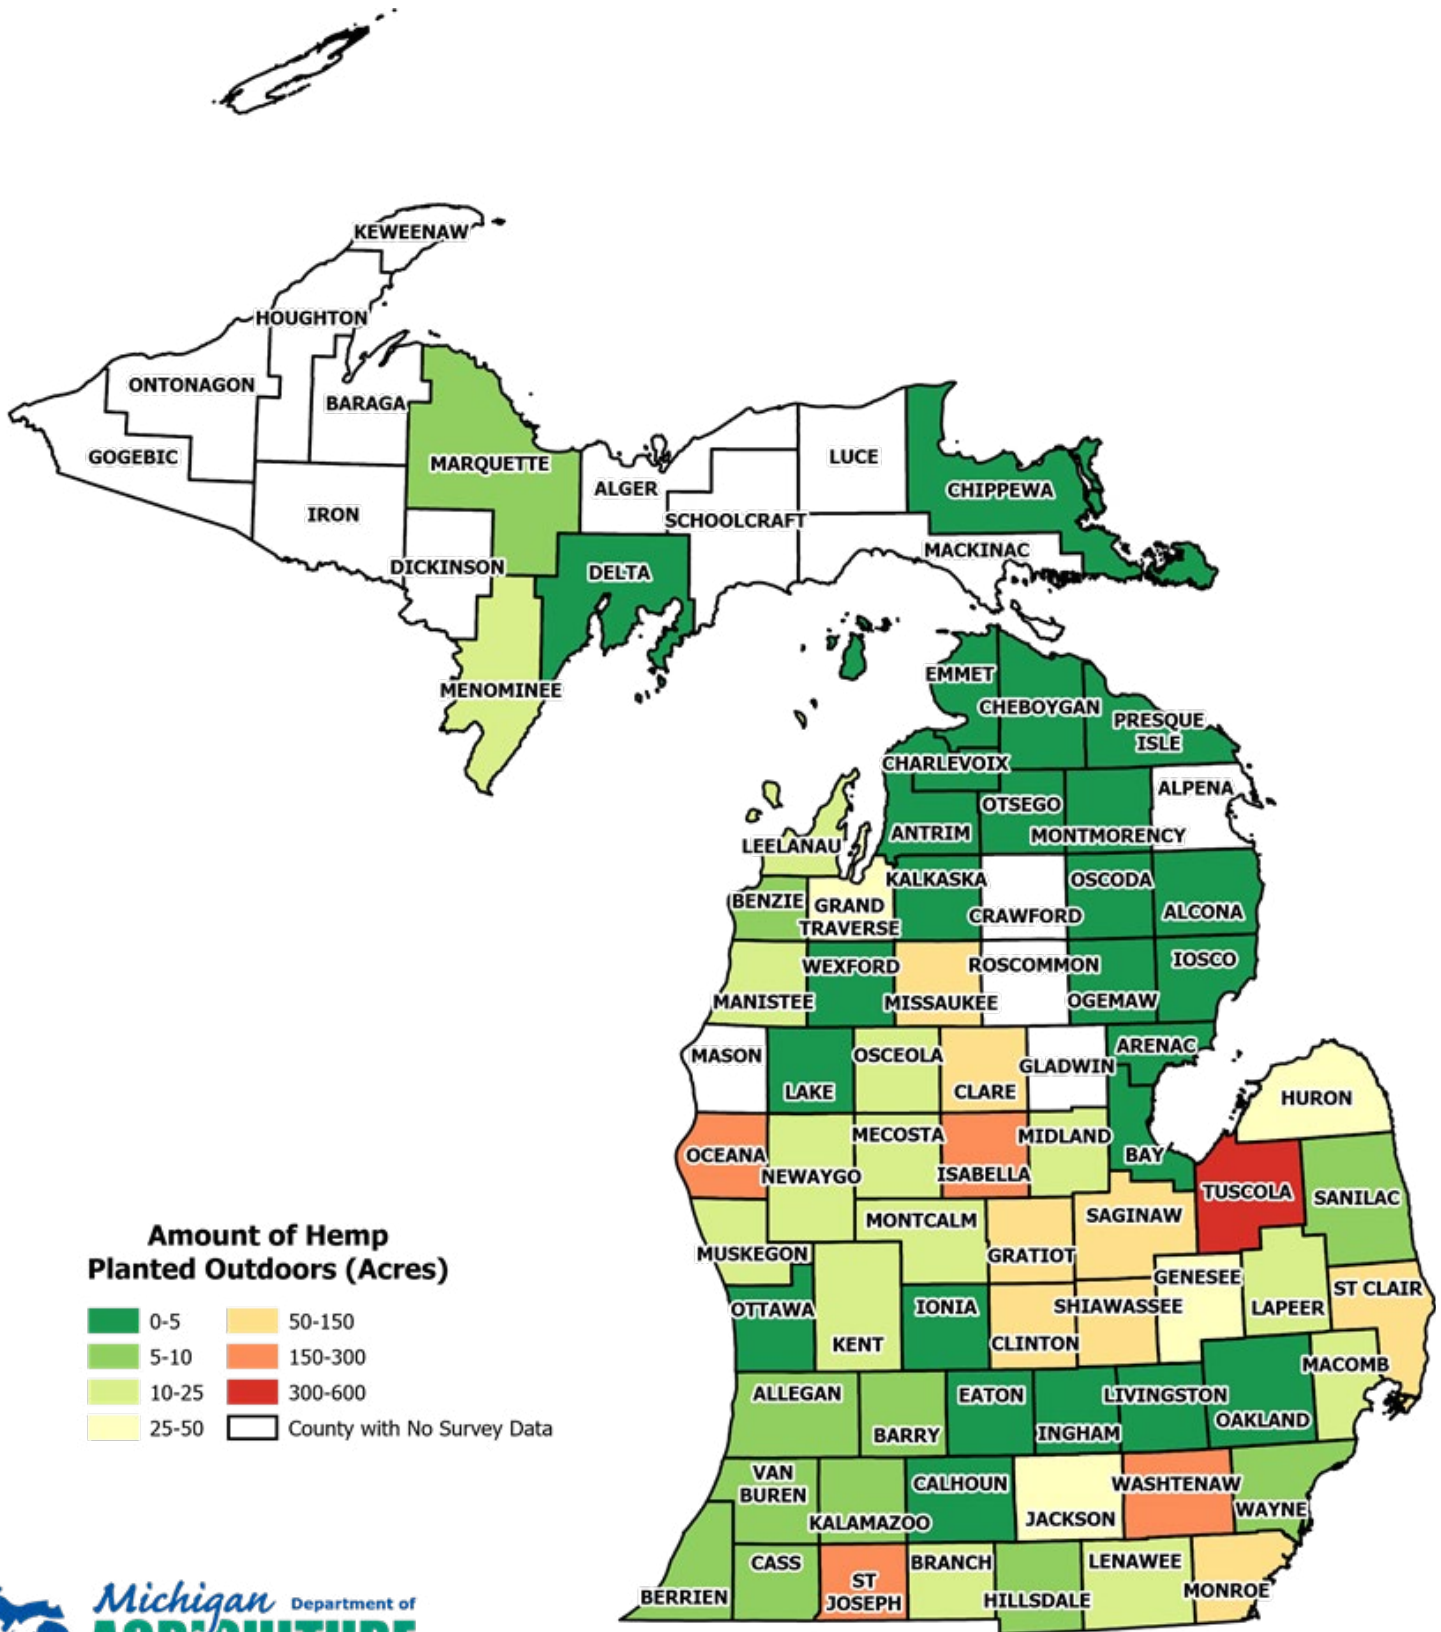 KEWEENAW
HOUGHTON
ONTONAGON
BARAGA
GOGEBIC
MARQUETTE
LUCE
ALGER
CHIPPEWA
IRON
SCHOOLCRAFT
MACKINAC
DICKINSON
DELTA
EMMET
MENOMINEE
CHEBOYGAN
PRESQUE
ISLE
CHARLEVOIX
ALPENA
OTSEGO
ANTRIM
MONTMORENCY
LEELANAU
KALKASKA
OSCODA
BENZIE
GRAND
TRAVERSE
CRAWFORD
ALCONA
WEXFORD
ROSCOMMON
IOSCO
MANISTEE
MISSAUKEE
OGEMAW
MASON
OSCEOLA
ARENAC
GLADWIN
LAKE
CLARE
HURON
MECOSTA
MIDLAND
OCEANA
BAY
NEWAYGO
ISABELLA
TUSCOLA
SANILAC
MONTCALM
SAGINAW
MUSKEGON
GRATIOT
GENESEE
ST CLAIR
OTTAWA
IONIA
SHIAWASSEE
LAPEER
KENT
CLINTON
MACOMB
ALLEGAN
EATON
LIVINGSTON
OAKLAND
BARRY
INGHAM
VAN
BUREN
CALHOUN
WASHTENAW
WAYNE
KALAMAZOO
JACKSON
CASS
BRANCH
LENAWEE
ST
JOSEPH
BERRIEN
HILLSDALE
MONROE
Amount of Hemp
Planted Outdoors (Acres)
0-5
5-10
10-25
25-50
50-150
150-300
300-600
County with No Survey Data
Michigan Department of
AGRICULTURE